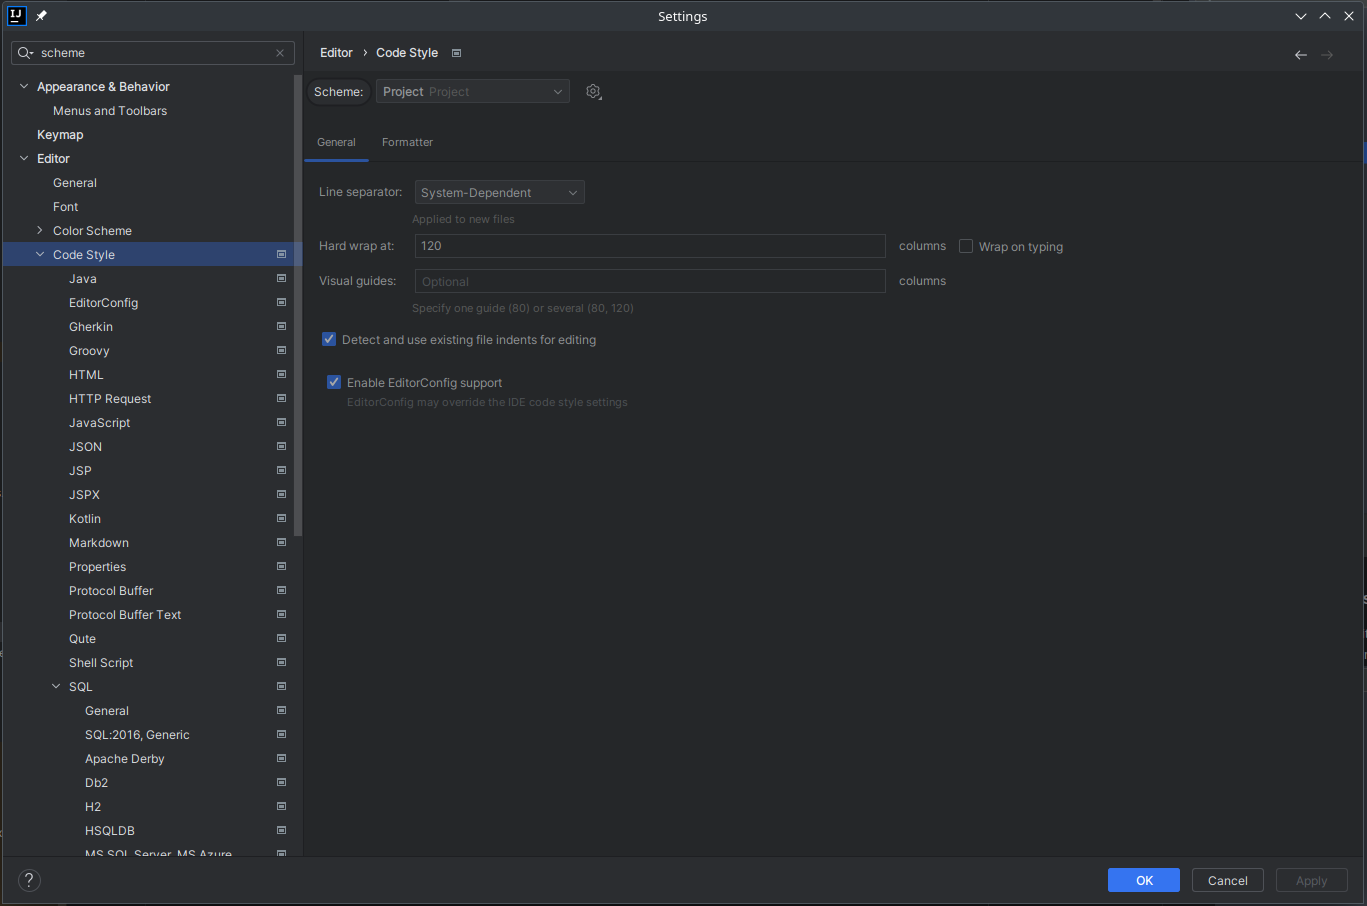 IJ
Settings
scheme
Appearance & Behavior
Menus and Toolbars
Keymap
Editor
General
Font
Color Scheme
Code Style
Java
EditorConfig
Gherkin
Groovy
HTML
HTTP Request
JavaScript
JSON
JSP
JSPX
Kotlin
Markdown
Properties
Protocol Buffer
Protocol Buffer Text
Qute
Shell Script
SQL
General
SQL:2016, Generic
Apache Derby
Db2
H2
HSQLDB
MS SQL Server, MS Azure
Editor › Code Style
Scheme: Project Project
General Formatter
Line separator: System-Dependent
Applied to new files
Hard wrap at: 120 columns Wrap on typing
Visual guides: Optional columns
Specify one guide (80) or several (80, 120)
Detect and use existing file indents for editing
Enable EditorConfig support
EditorConfig may override the IDE code style settings
? OK Cancel Apply